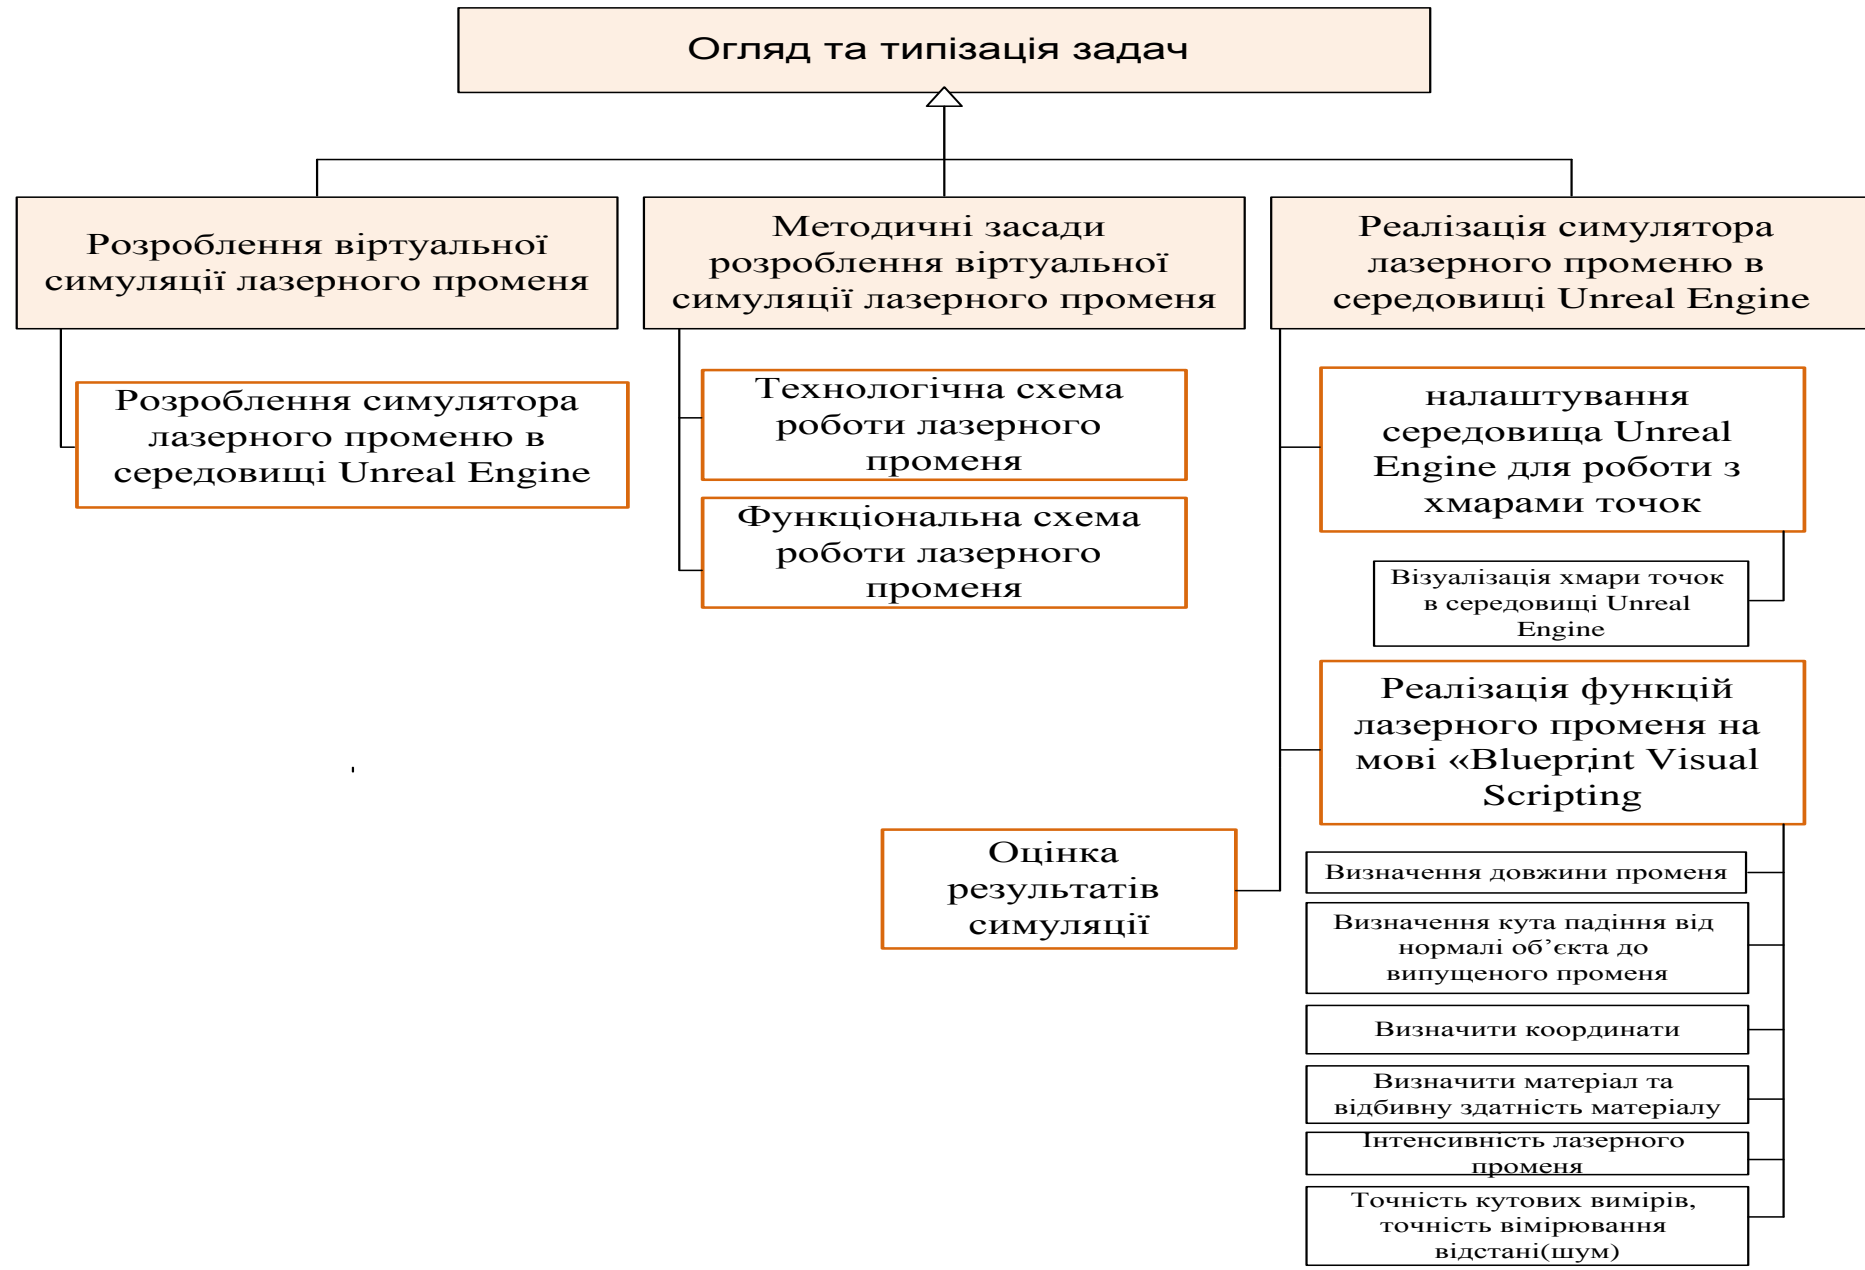 Огляд та типізація задач
Розроблення віртуальної
симуляції лазерного променя
Методичні засади
розроблення віртуальної
симуляції лазерного променя
Реалізація симулятора
лазерного променю в
середовищі Unreal Engine
Розроблення симулятора
лазерного променю в
середовищі Unreal Engine
Технологічна схема
роботи лазерного
променя
Функціональна схема
роботи лазерного
променя
налаштування
середовища Unreal
Engine для роботи з
хмарами точок
Візуалізація хмари точок
в середовищі Unreal
Engine
Реалізація функцій
лазерного променя на
мові «Blueprint Visual
Scripting
Оцінка
результатів
симуляції
Визначення довжини променя
Визначення кута падіння від
нормалі об’єкта до
випущеного променя
Визначити координати
Визначити матеріал та
відбивну здатність матеріалу
Інтенсивність лазерного
променя
Точність кутових вимірів,
точність вімірювання
відстані(шум)